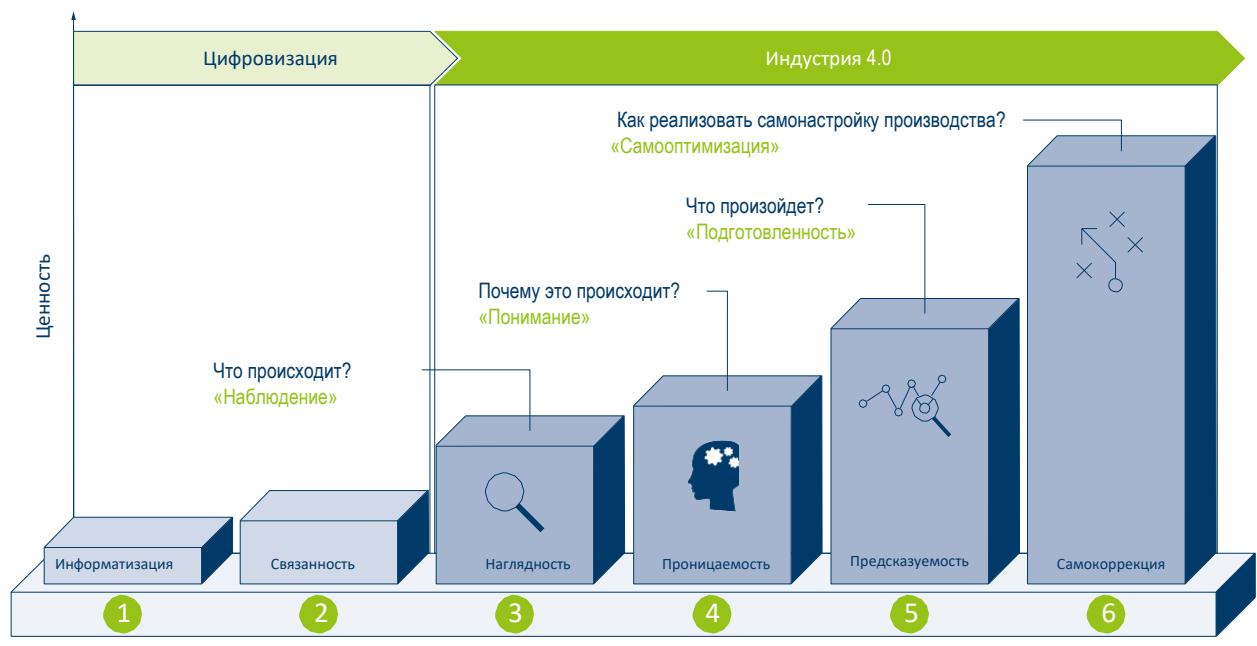 Цифровизация
Индустрия 4.0
Ценность
Как реализовать самонастройку производства?
«Самооптимизация»
Что произойдет?
«Подготовленность»
Почему это происходит?
«Понимание»
Что происходит?
«Наблюдение»
Информатизация
Связанность
Наглядность
Проницаемость
Предсказуемость
Самокоррекция
1
2
3
4
5
6